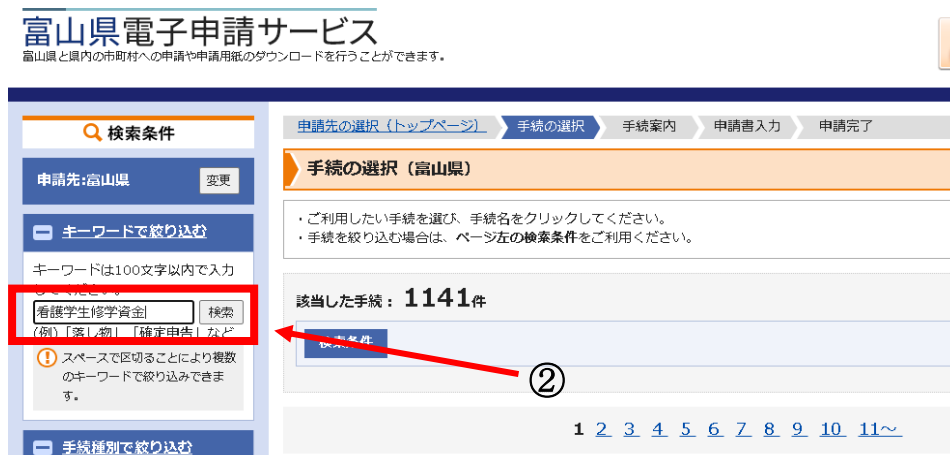 富山県電子申請サービス
富山県と県内の市町村への申請や申請用紙のダウンロードを行うことができます。
検索条件
申請先:富山県 変更
キーワードで絞り込む
キーワードは100文字以内で入力
してください。
看護学生修学資金 検索
(例)「落し物」「確定申告」など
スペースで区切ることにより複数
のキーワードで絞り込みできま
す。
手続種別で絞り込む
申請先の選択（トップページ） 手続の選択 手続案内 申請書入力 申請完了
手続の選択（富山県）
・ご利用したい手続を選び、手続名をクリックしてください。
・手続を絞り込む場合は、ページ左の検索条件をご利用ください。
該当した手続： 1141件
検索条件
②
1 2 3 4 5 6 7 8 9 10 11～